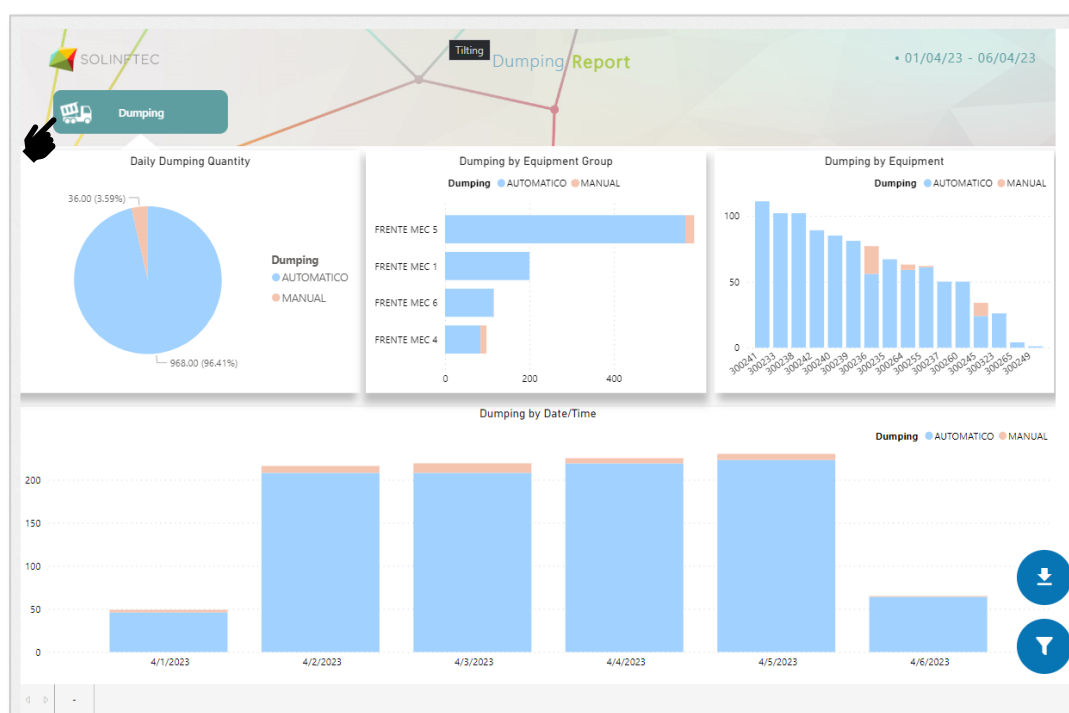 SOLINFTEC
Tilting
Dumping Report
• 01/04/23 - 06/04/23
Dumping
Daily Dumping Quantity
36.00 (3.59%)
968.00 (96.41%)
Dumping
AUTOMATICO
MANUAL
Dumping by Equipment Group
Dumping AUTOMATICO MANUAL
FRENTE MEC 5
FRENTE MEC 1
FRENTE MEC 6
FRENTE MEC 4
0 200 400
Dumping by Equipment
Dumping AUTOMATICO MANUAL
100
50
0
300241 300233 300238 300242 300240 300239 300236 300235 300264 300255 300237 300260 300245 300323 300265 300249
Dumping by Date/Time
Dumping AUTOMATICO MANUAL
200
150
100
50
0
4/1/2023 4/2/2023 4/3/2023 4/4/2023 4/5/2023 4/6/2023
-